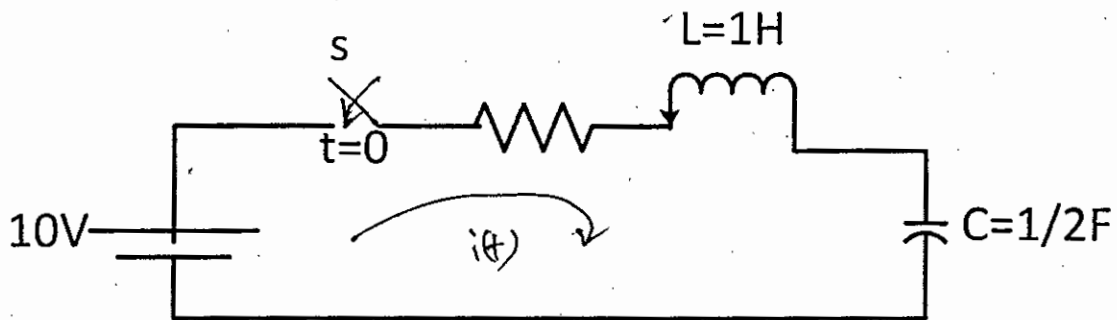 L=1H
S
t=0
10V
i(t)
C=1/2F